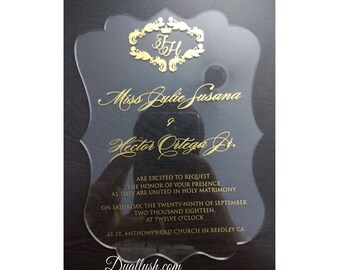 JH
Miss Julie Susana
&
Hector Ortega Jr.
ARE EXCITED TO REQUEST
THE HONOR OF YOUR PRESENCE
AS THEY ARE UNITED IN HOLY MATRIMONY
ON SATURDAY, THE TWENTY-NINTH OF SEPTEMBER
TWO THOUSAND EIGHTEEN,
AT TWELVE O'CLOCK
AT ST. ANTHONY'S CHURCH IN REEDLEY CA
Duallush.com